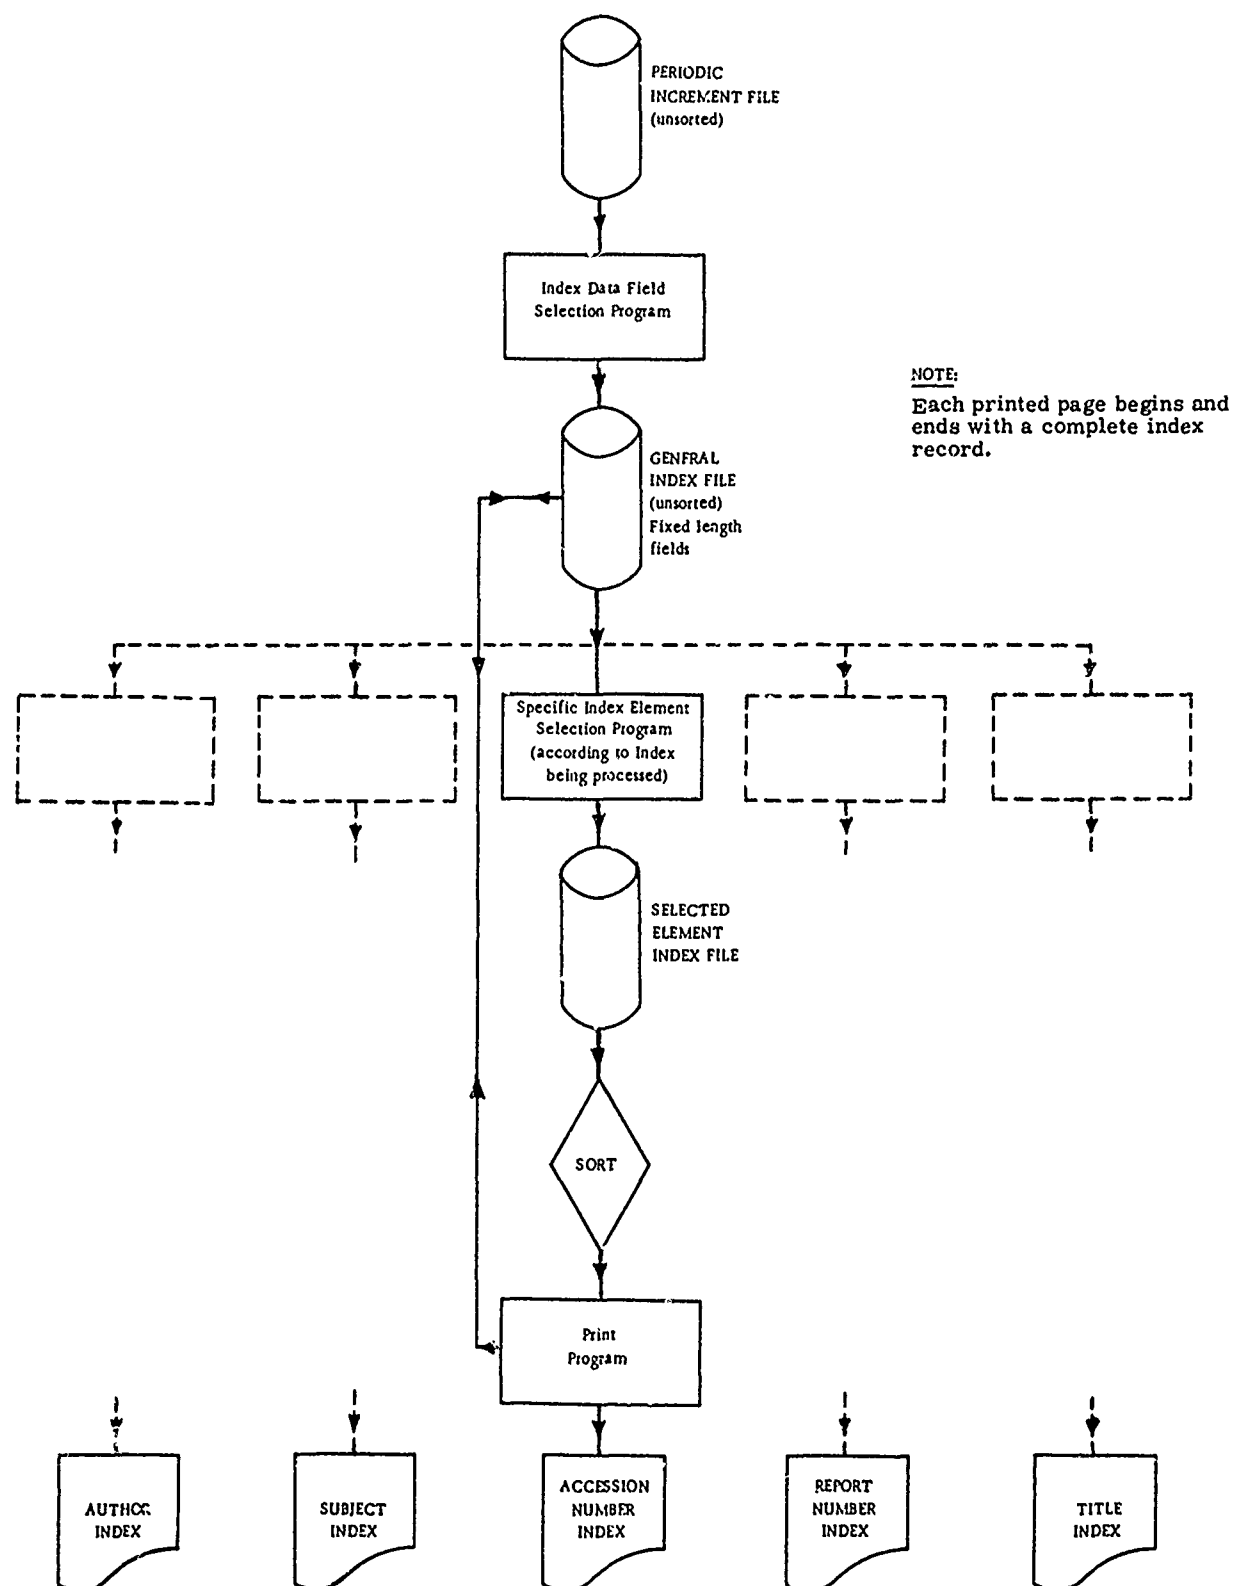 PERIODIC
INCREMENT FILE
(unsorted)
Index Data Field
Selection Program
NOTE:
Each printed page begins and
ends with a complete index
record.
GENFRAL
INDEX FILE
(unsorted)
Fixed length
fields
Specific Index Element
Selection Program
(according to Index
being processed)
SELECTED
ELEMENT
INDEX FILE
SORT
Print
Program
AUTHOR
INDEX
SUBJECT
INDEX
ACCESSION
NUMBER
INDEX
REPORT
NUMBER
INDEX
TITLE
INDEX